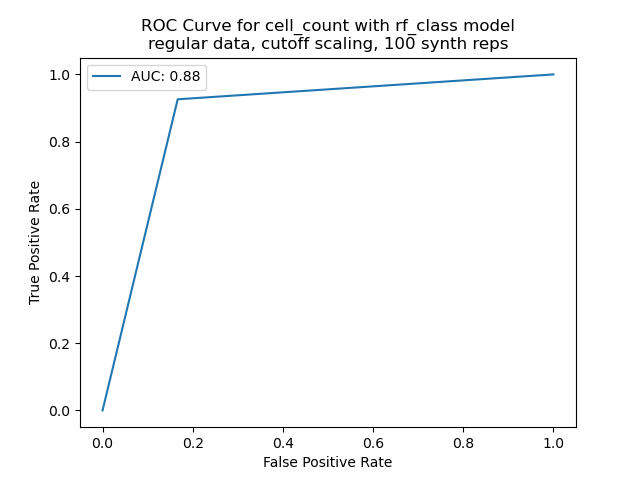 ROC Curve for cell_count with rf_class model
regular data, cutoff scaling, 100 synth reps
AUC: 0.88
True Positive Rate
1.0
0.8
0.6
0.4
0.2
0.0
0.0 0.2 0.4 0.6 0.8 1.0
False Positive Rate